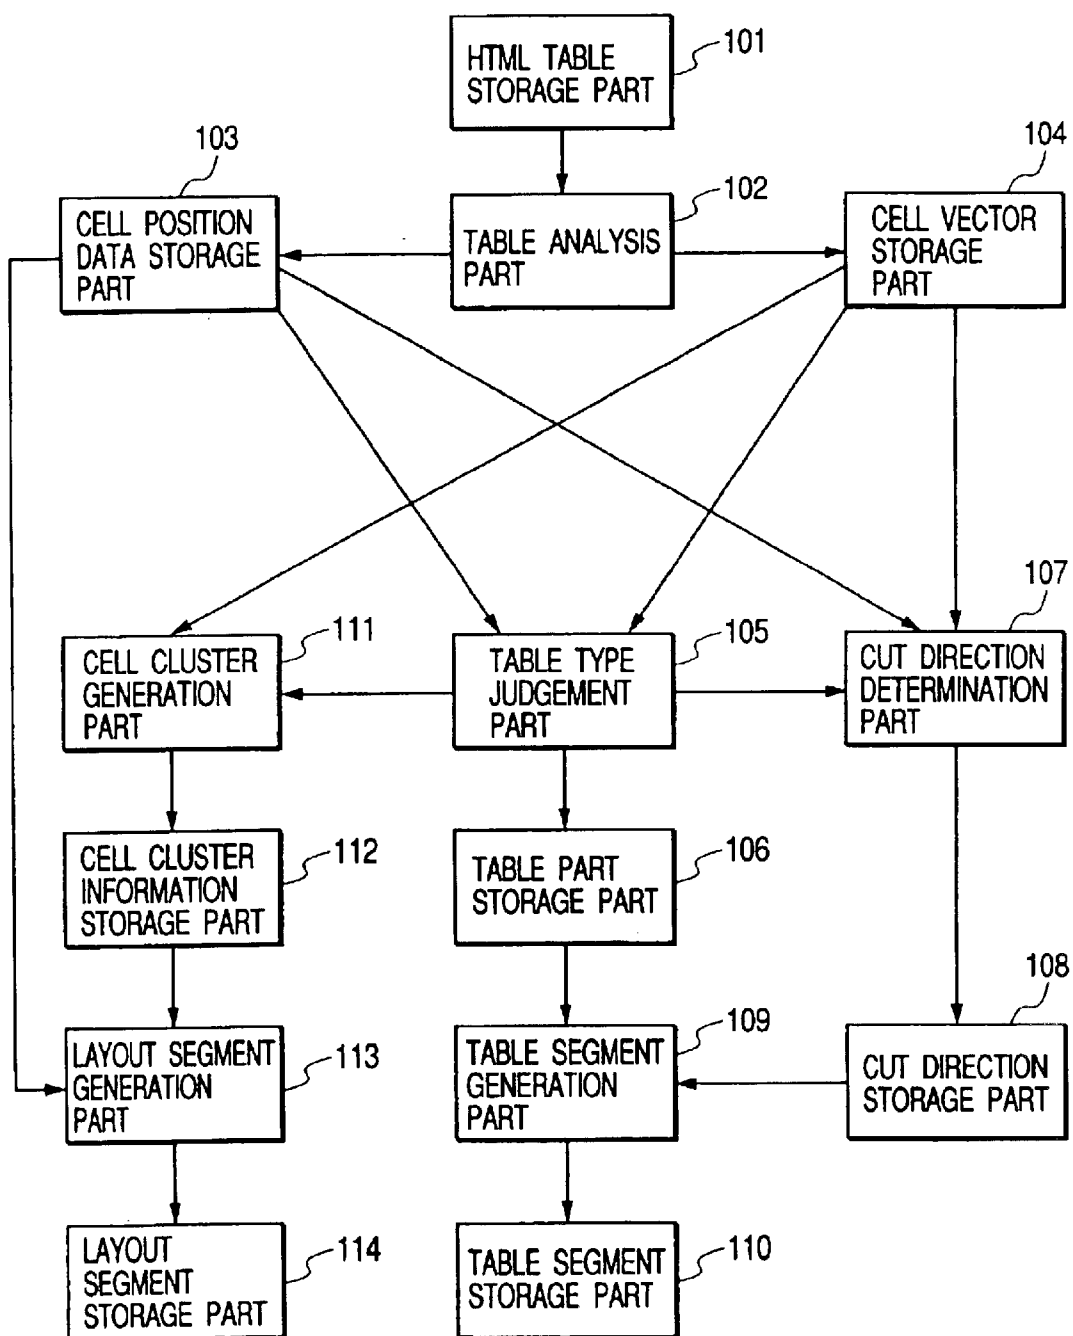 101
HTML TABLE
STORAGE PART
103
CELL POSITION
DATA STORAGE
PART
102
TABLE ANALYSIS
PART
104
CELL VECTOR
STORAGE
PART
111
CELL CLUSTER
GENERATION
PART
105
TABLE TYPE
JUDGEMENT
PART
107
CUT DIRECTION
DETERMINATION
PART
112
CELL CLUSTER
INFORMATION
STORAGE PART
106
TABLE PART
STORAGE PART
113
LAYOUT SEGMENT
GENERATION
PART
109
TABLE SEGMENT
GENERATION
PART
108
CUT DIRECTION
STORAGE PART
114
LAYOUT
SEGMENT
STORAGE PART
110
TABLE SEGMENT
STORAGE PART